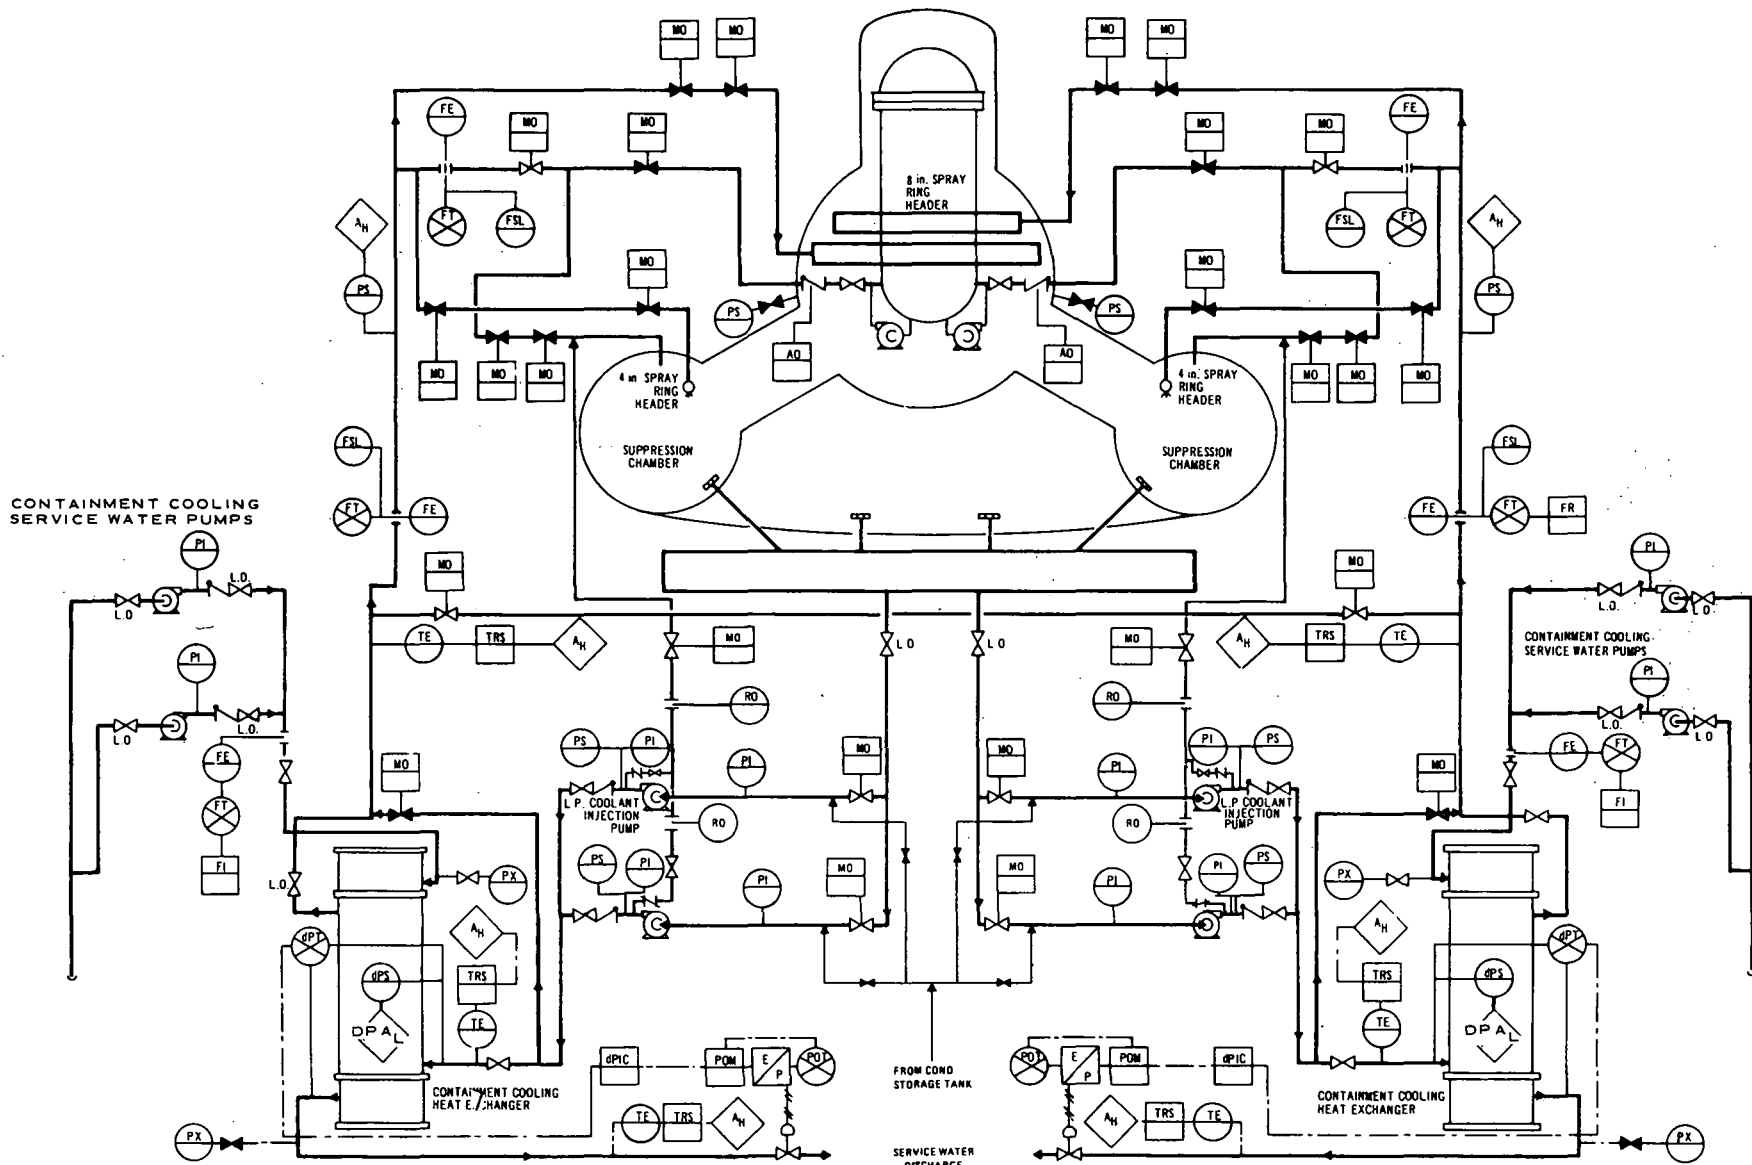 MO
MO
MO
MO
FE
MO
MO
MO
MO
FE
8 in. SPRAY
RING
HEADER
FT
FSL
FSL
FT
AH
AH
MO
MO
PS
PS
PS
PS
AO
AO
MO
MO
MO
MO
MO
MO
4 in. SPRAY
RING
HEADER
4 in. SPRAY
RING
HEADER
SUPPRESSION
CHAMBER
SUPPRESSION
CHAMBER
FSL
FSL
FT
FE
FE
FT
FR
CONTAINMENT COOLING
SERVICE WATER PUMPS
PI
L.O.
L.O
MO
MO
PI
L.O.
L.O
TE
TRS
AH
MO
L O
L O
MO
AH
TRS
TE
CONTAINMENT COOLING
SERVICE WATER PUMPS
PI
L.O.
L.O
PI
L.O.
L.O
RO
RO
PS
PI
PI
MO
MO
PI
PI
PS
FE
FT
FI
MO
MO
FE
FT
FI
L P. COOLANT
INJECTION
PUMP
L.P COOLANT
INJECTION
PUMP
RO
RO
PS
PI
PI
MO
MO
PI
PI
PS
L.O.
PX
PX
AH
AH
dPT
dPT
dPS
TRS
TRS
dPS
DPAL
TE
TE
DPAL
dPIC
POM
E
P
POT
POT
E
P
POM
dPIC
FROM COND
STORAGE TANK
CONTAINMENT COOLING
HEAT EXCHANGER
CONTAINMENT COOLING
HEAT EXCHANGER
PX
TE
TRS
AH
AH
TRS
TE
PX
SERVICE WATER
DISCHARGE